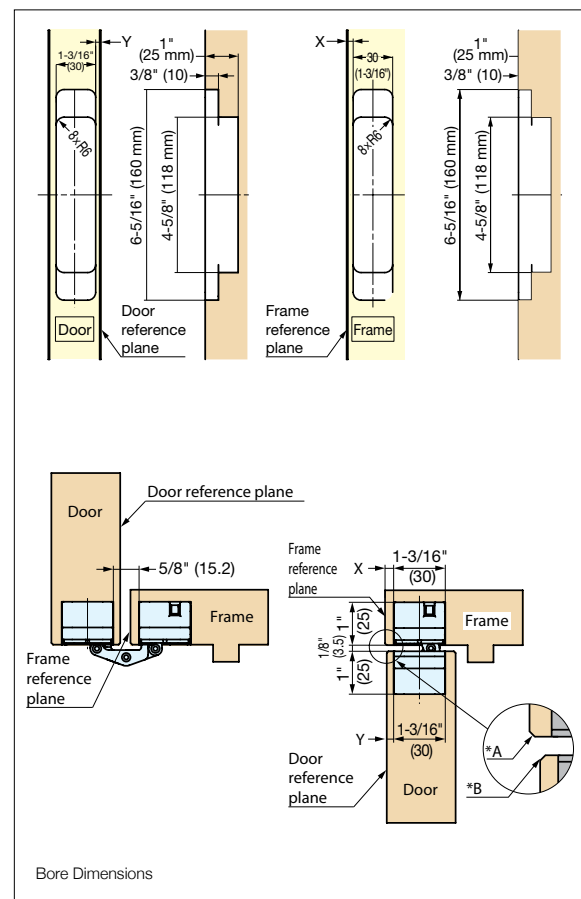 Y
1-3/16"
(30)
1"
(25 mm)
3/8" (10)
8xR6
6-5/16" (160 mm)
4-5/8" (118 mm)
Door
Door
reference
plane
X
30
(1-3/16")
1"
(25 mm)
3/8" (10)
8xR6
6-5/16" (160 mm)
4-5/8" (118 mm)
Frame
reference
plane
Frame
Door
Door reference plane
5/8" (15.2)
Frame
Frame
reference
plane
Frame
reference
plane
X
1-3/16"
(30)
1"
(25)
1/8"
(3.5)
1"
(25)
Frame
Y
1-3/16"
(30)
Door
reference
plane
Door
*A
*B
Bore Dimensions